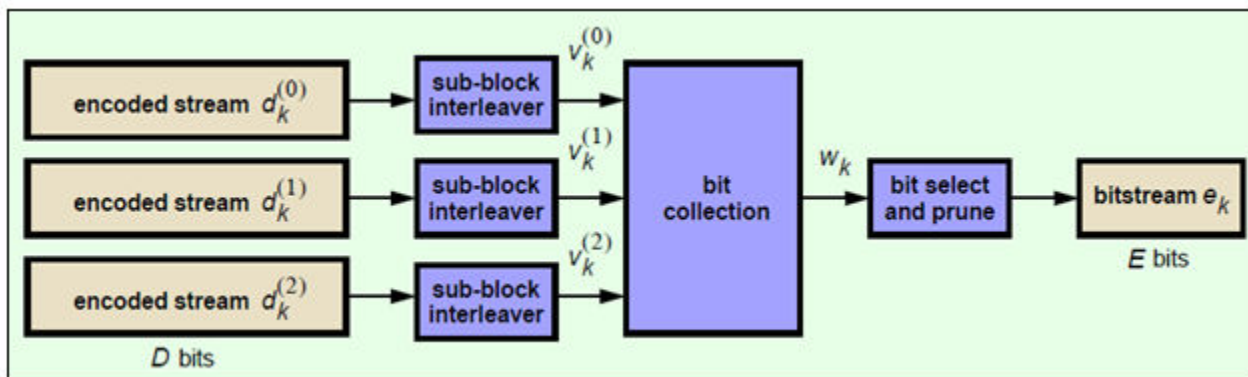 encoded stream d_k^(0)
sub-block
interleaver
v_k^(0)
encoded stream d_k^(1)
sub-block
interleaver
v_k^(1)
encoded stream d_k^(2)
sub-block
interleaver
v_k^(2)
D bits
bit
collection
w_k
bit select
and prune
bitstream e_k
E bits